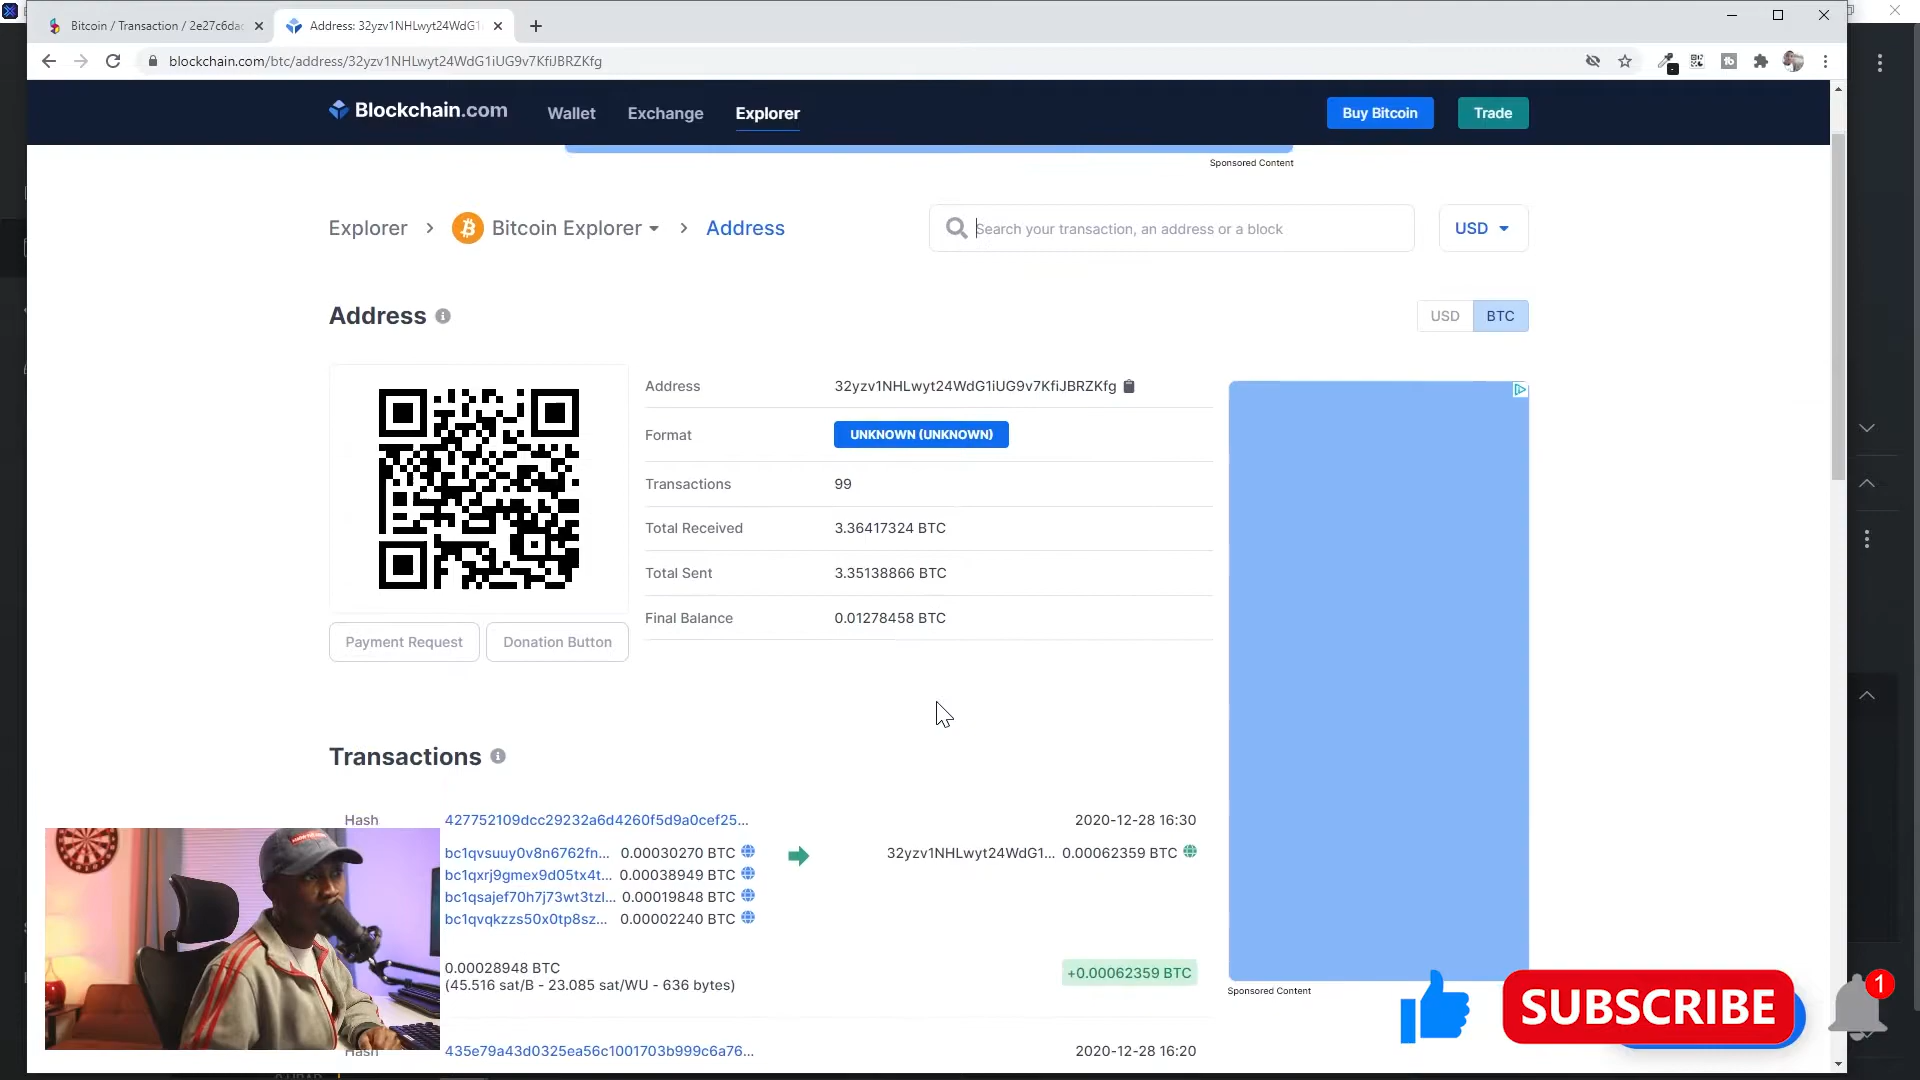 Bitcoin / Transaction / 2e27c6da
Address: 32yzv1NHLwyt24WdG1
blockchain.com/btc/address/32yzv1NHLwyt24WdG1iUG9v7KfiJBRZKfg
Blockchain.com
Wallet
Exchange
Explorer
Buy Bitcoin
Trade
Sponsored Content
Explorer > Bitcoin Explorer > Address
Search your transaction, an address or a block
USD
Address
USD
BTC
Address 32yzv1NHLwyt24WdG1iUG9v7KfiJBRZKfg
Format UNKNOWN (UNKNOWN)
Transactions 99
Total Received 3.36417324 BTC
Total Sent 3.35138866 BTC
Final Balance 0.01278458 BTC
Payment Request
Donation Button
Transactions
Hash 427752109dcc29232a6d4260f5d9a0cef25... 2020-12-28 16:30
bc1qvsuuy0v8n6762fn... 0.00030270 BTC 32yzv1NHLwyt24WdG1... 0.00062359 BTC
bc1qxrj9gmex9d05tx4t... 0.00038949 BTC
bc1qsajef70h7j73wt3tzl... 0.00019848 BTC
bc1qvqkzzs50x0tp8sz... 0.00002240 BTC
0.00028948 BTC
(45.516 sat/B - 23.085 sat/WU - 636 bytes)
+0.00062359 BTC
Sponsored Content
SUBSCRIBE
1
Hash 435e79a43d0325ea56c1001703b999c6a76... 2020-12-28 16:20